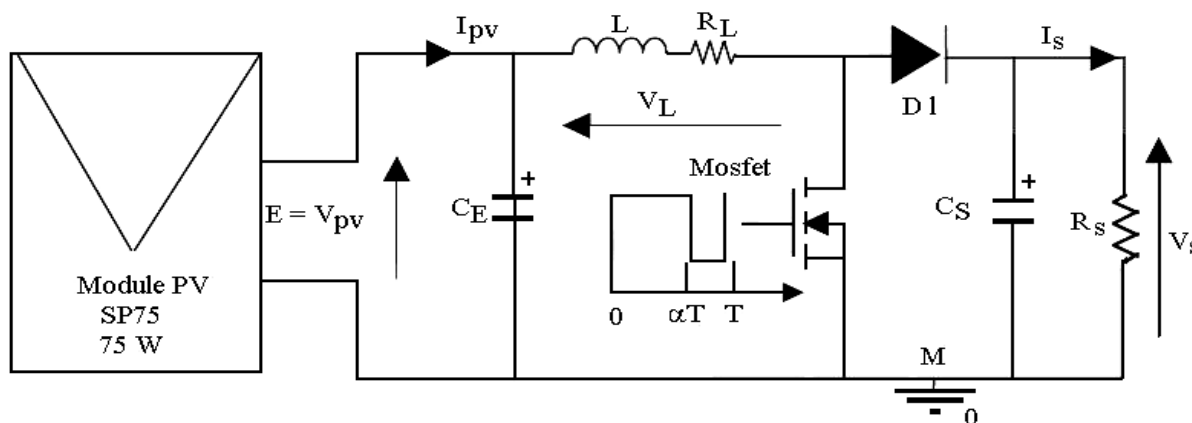 Module PV
SP75
75 W
E = Vpv
Ipv
CE
+
L
RL
VL
Mosfet
0
αT
T
D1
Is
CS
+
Rs
Vs
M
0